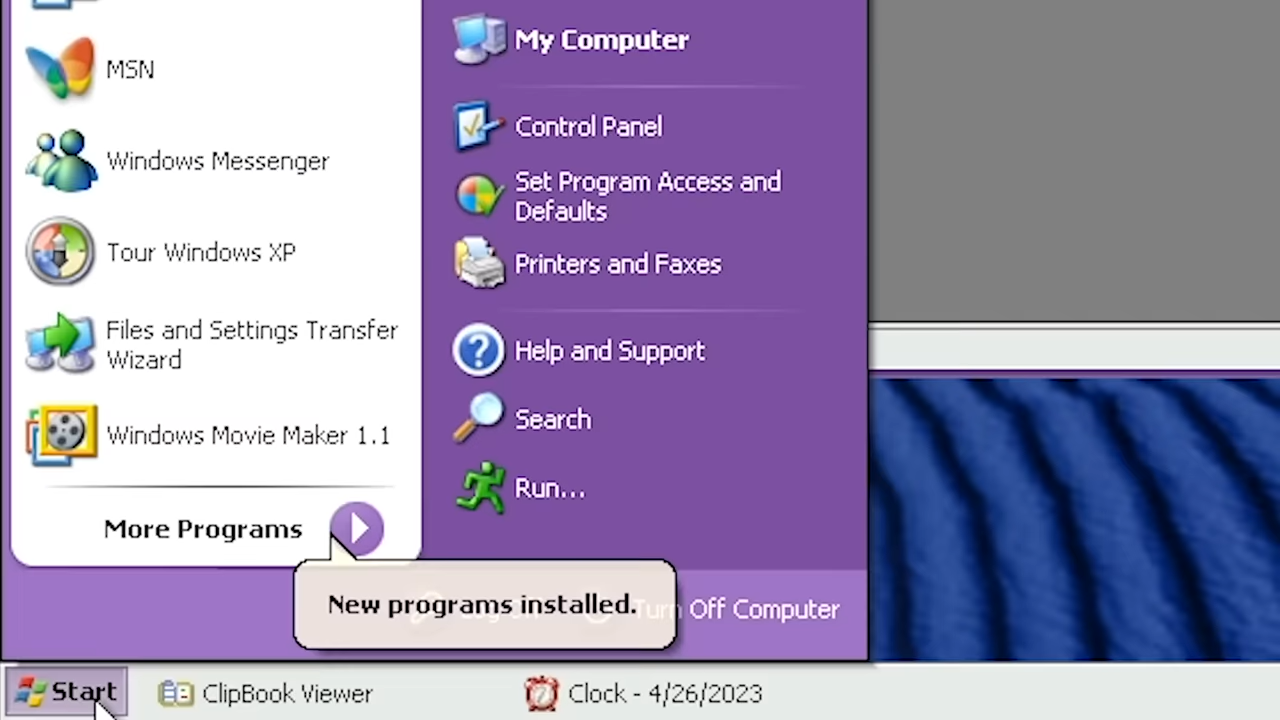 MSN
Windows Messenger
Tour Windows XP
Files and Settings Transfer
Wizard
Windows Movie Maker 1.1
More Programs
My Computer
Control Panel
Set Program Access and
Defaults
Printers and Faxes
Help and Support
Search
Run...
New programs installed.
Turn Off Computer
Start
ClipBook Viewer
Clock - 4/26/2023